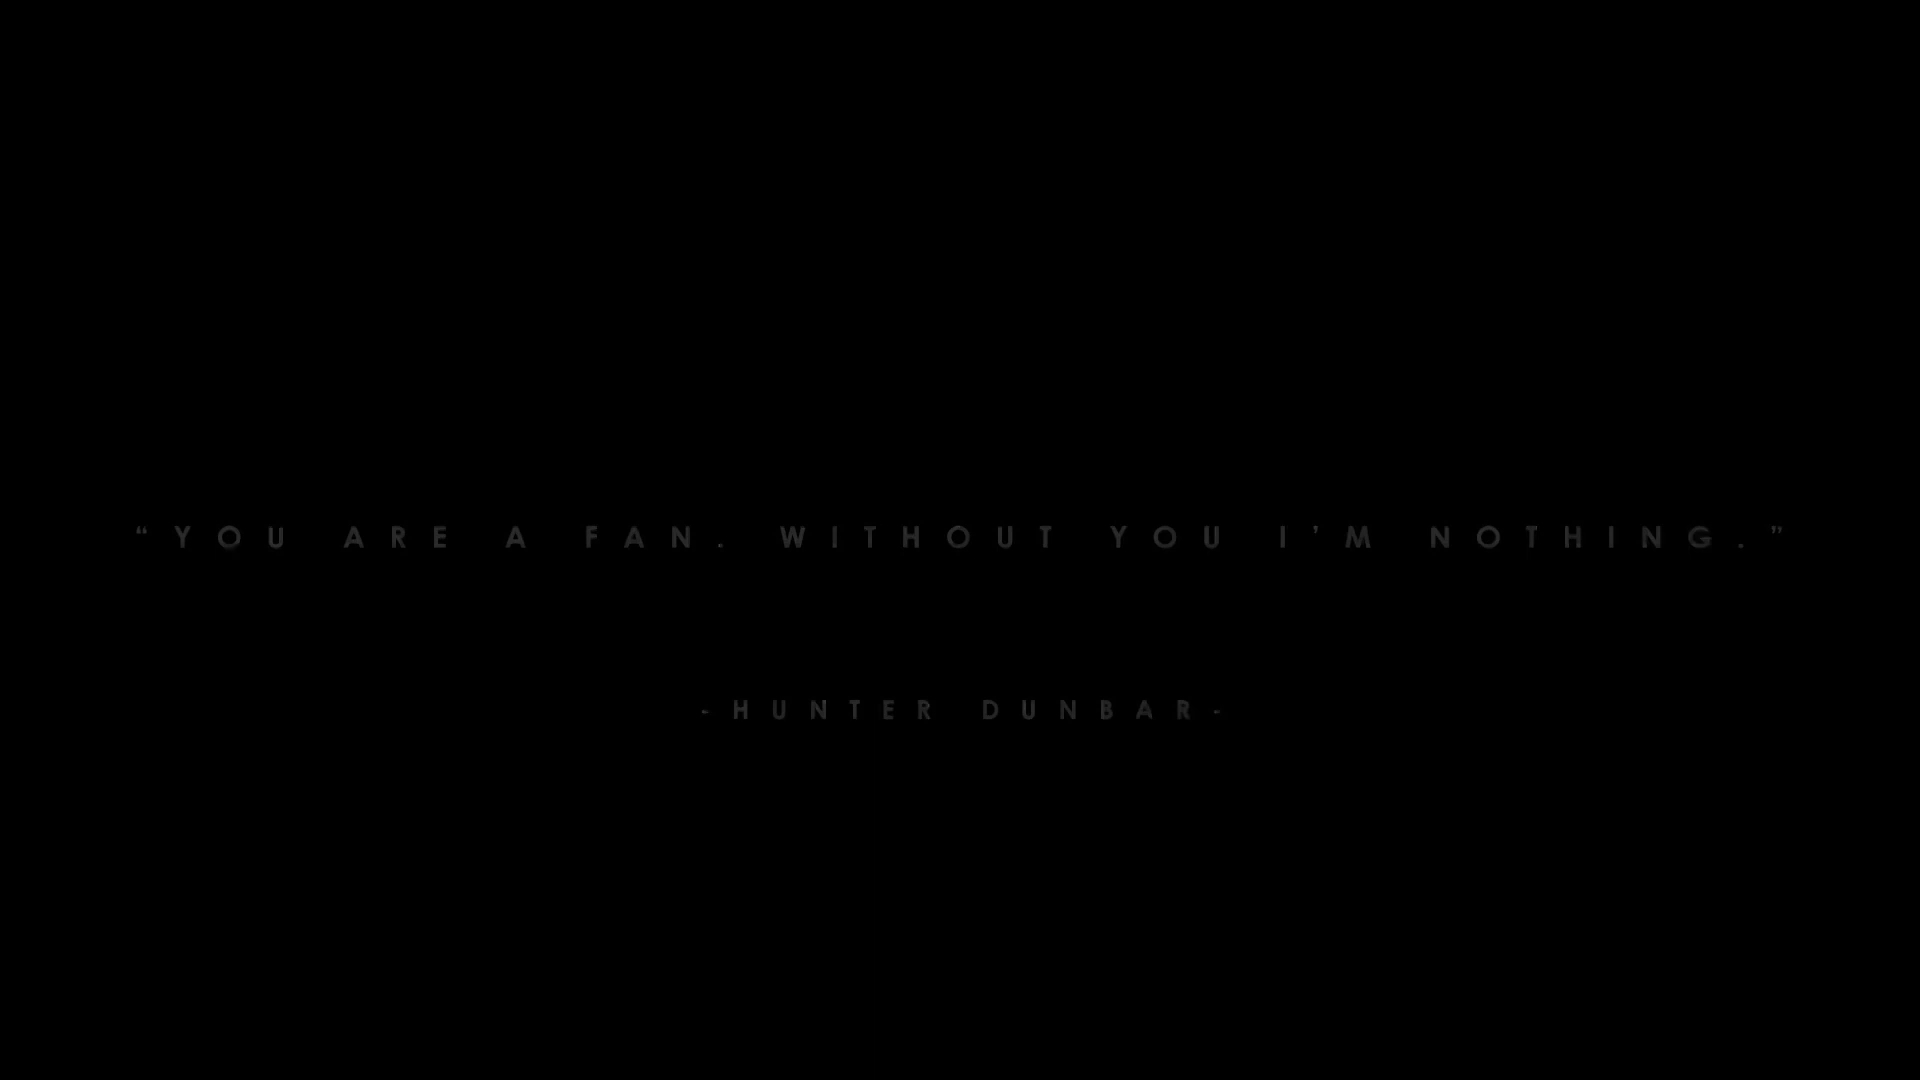 “YOU ARE A FAN. WITHOUT YOU I’M NOTHING.”
-HUNTER DUNBAR-